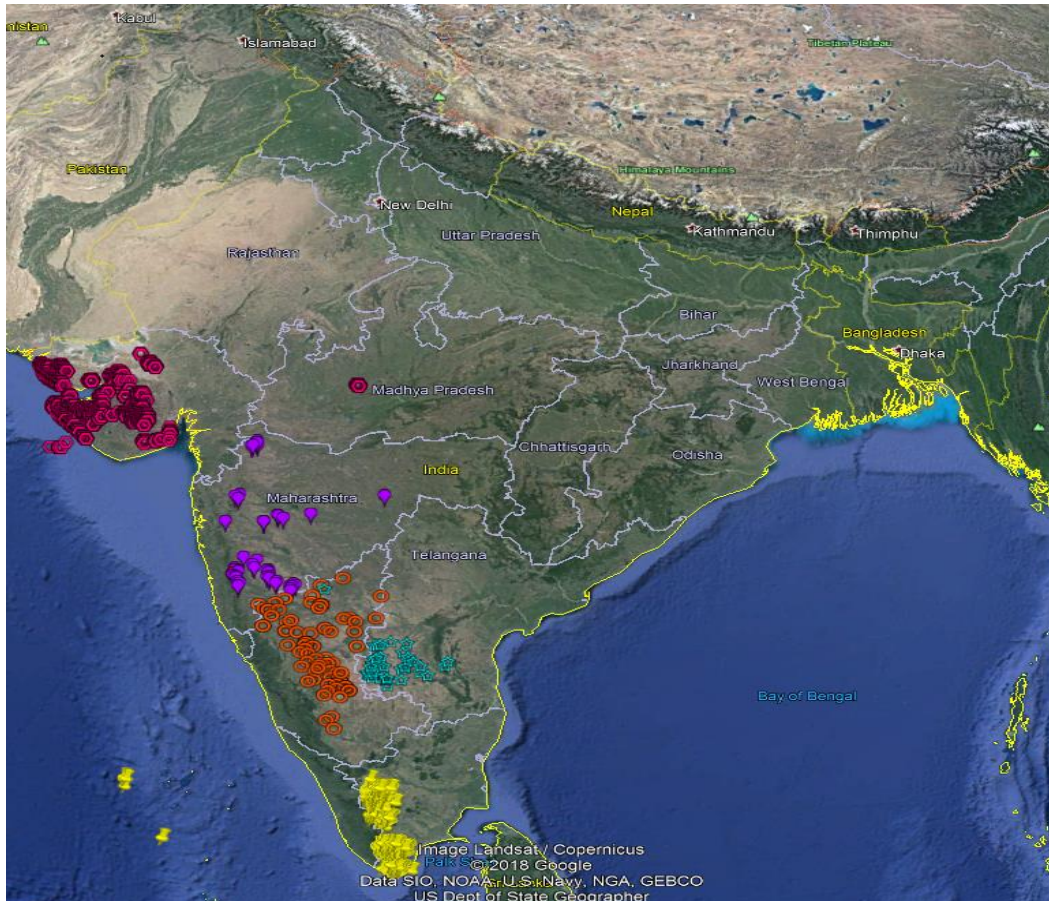 Kabul
nistan
Islamabad
Tibetan Plateau
Pakistan
Himalaya Mountains
New Delhi
Nepal
Kathmandu
Thimphu
Uttar Pradesh
Rajasthan
Bihar
Bangladesh
Dhaka
Jharkhand
West Bengal
Madhya Pradesh
Chhattisgarh
Odisha
India
Maharashtra
Telangana
Bay of Bengal
Image Landsat / Copernicus
© 2018 Google
Data SIO, NOAA, U.S. Navy, NGA, GEBCO
US Dept of State Geographer